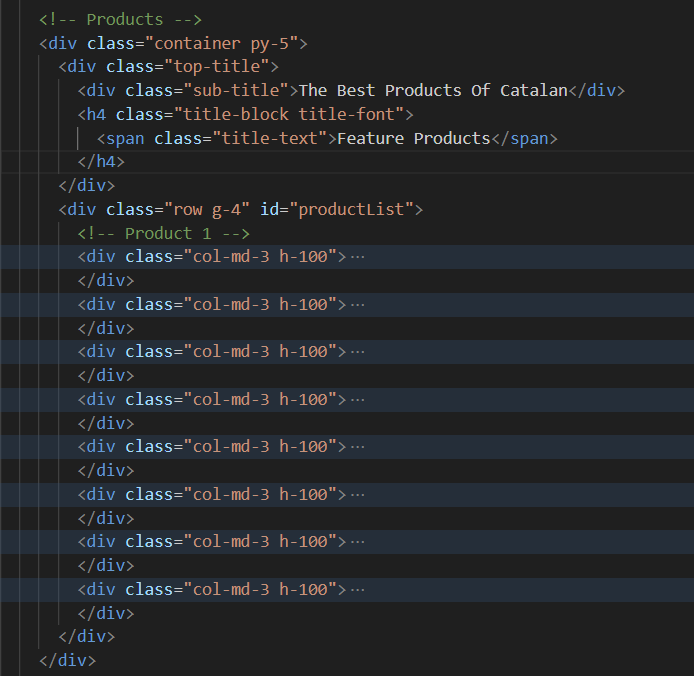 <!-- Products -->
<div class="container py-5">
<div class="top-title">
<div class="sub-title">The Best Products Of Catalan</div>
<h4 class="title-block title-font">
<span class="title-text">Feature Products</span>
</h4>
</div>
<div class="row g-4" id="productList">
<!-- Product 1 -->
<div class="col-md-3 h-100">···
</div>
<div class="col-md-3 h-100">···
</div>
<div class="col-md-3 h-100">···
</div>
<div class="col-md-3 h-100">···
</div>
<div class="col-md-3 h-100">···
</div>
<div class="col-md-3 h-100">···
</div>
<div class="col-md-3 h-100">···
</div>
<div class="col-md-3 h-100">···
</div>
</div>
</div>